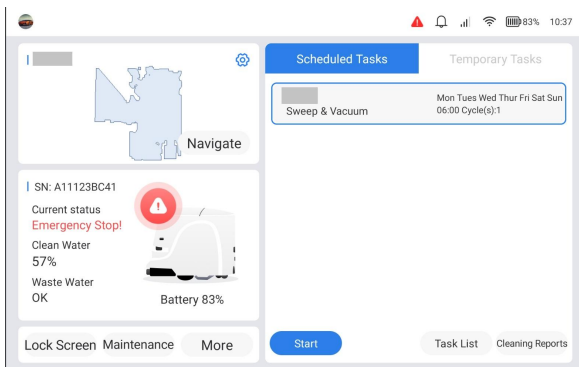 83% 10:37
Navigate
SN: A11123BC41
Current status
Emergency Stop!
Clean Water
57%
Waste Water
OK
Battery 83%
Lock Screen Maintenance More
Scheduled Tasks Temporary Tasks
Sweep & Vacuum
Mon Tues Wed Thur Fri Sat Sun
06:00 Cycle(s):1
Start Task List Cleaning Reports